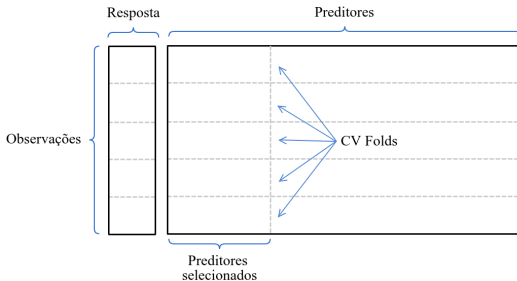 Resposta
Preditores
Observações
CV Folds
Preditores
selecionados